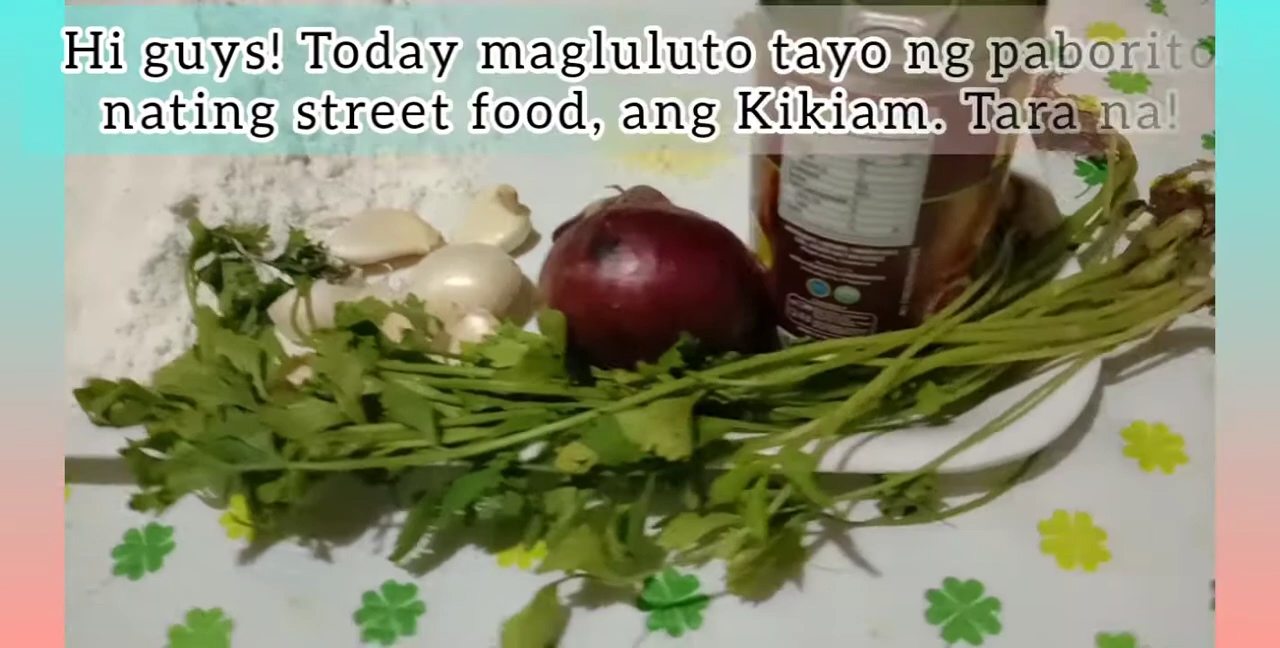 Hi guys! Today magluluto tayo ng paborito
nating street food, ang Kikiam. Tara na!